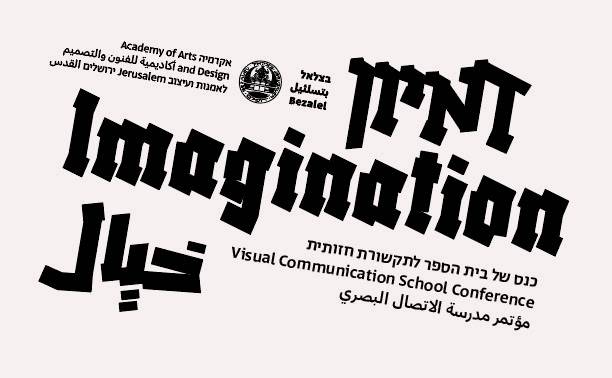 אקדמיה Academy of Arts
and Design أكاديمية للفنون والتصميم
לאמנות ועיצוב Jerusalem ירושלים القدس
בצלאל
بتسلئيل
Bezalel
דמיון
Imagination
خيال
כנס של בית הספר לתקשורת חזותית
Visual Communication School Conference
مؤتمر مدرسة الاتصال البصري